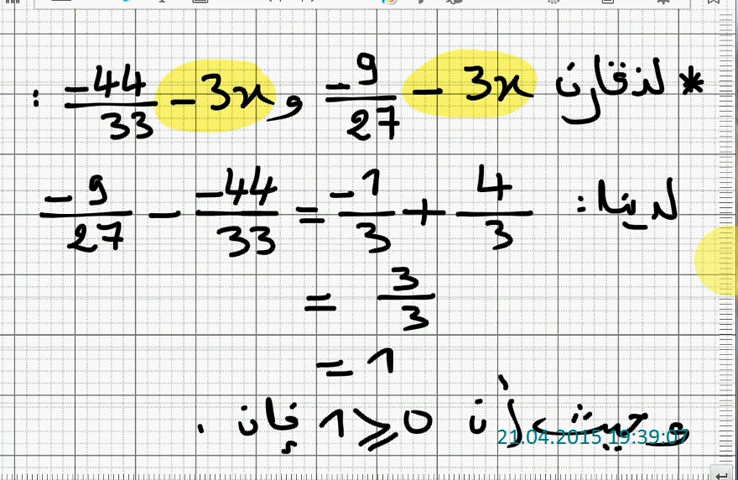 * لنقارن -9/27 - 3x و -44/33 - 3x :
لدينا : -9/27 - -44/33 = -1/3 + 4/3
= 3/3
= 1
وحيث أن 1 ⩾ 0 فإن .
21.04.2015 19:39:07